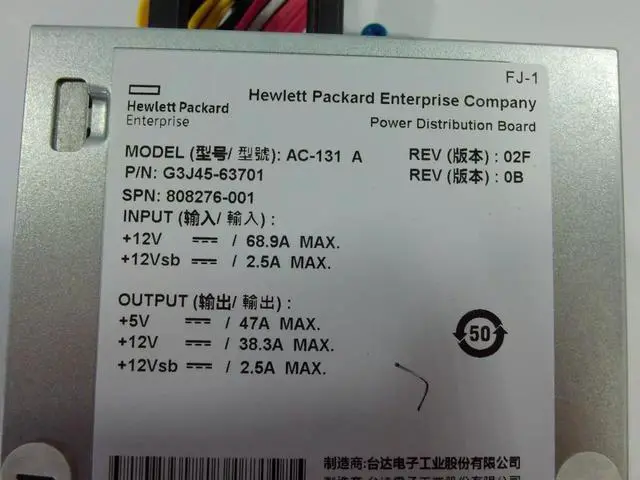 FJ-1
Hewlett Packard
Enterprise
Hewlett Packard Enterprise Company
Power Distribution Board
MODEL (型号/ 型號): AC-131 A REV (版本) : 02F
P/N: G3J45-63701 REV (版本) : 0B
SPN: 808276-001
INPUT (输入/ 輸入) :
+12V / 68.9A MAX.
+12Vsb / 2.5A MAX.
OUTPUT (输出/ 輸出) :
+5V / 47A MAX.
+12V / 38.3A MAX.
+12Vsb / 2.5A MAX.
50
制造商:台达电子工业股份有限公司